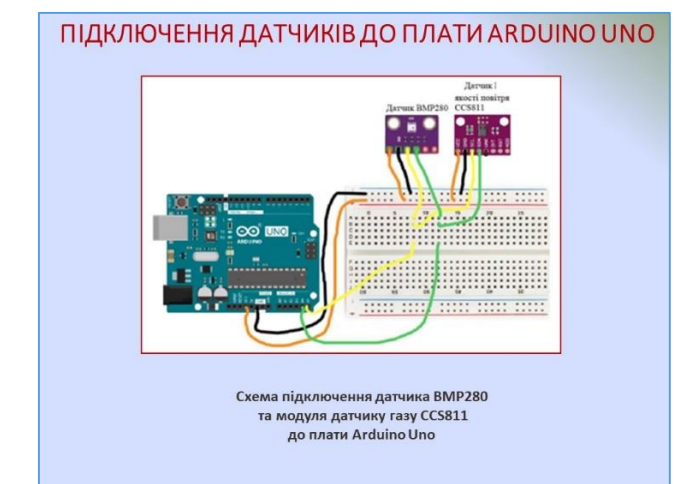 ПІДКЛЮЧЕННЯ ДАТЧИКІВ ДО ПЛАТИ ARDUINO UNO
Датчик BMP280
Датчик
якості повітря
CCS811
UNO
ARDUINO
Схема підключення датчика BMP280
та модуля датчику газу CCS811
до плати Arduino Uno